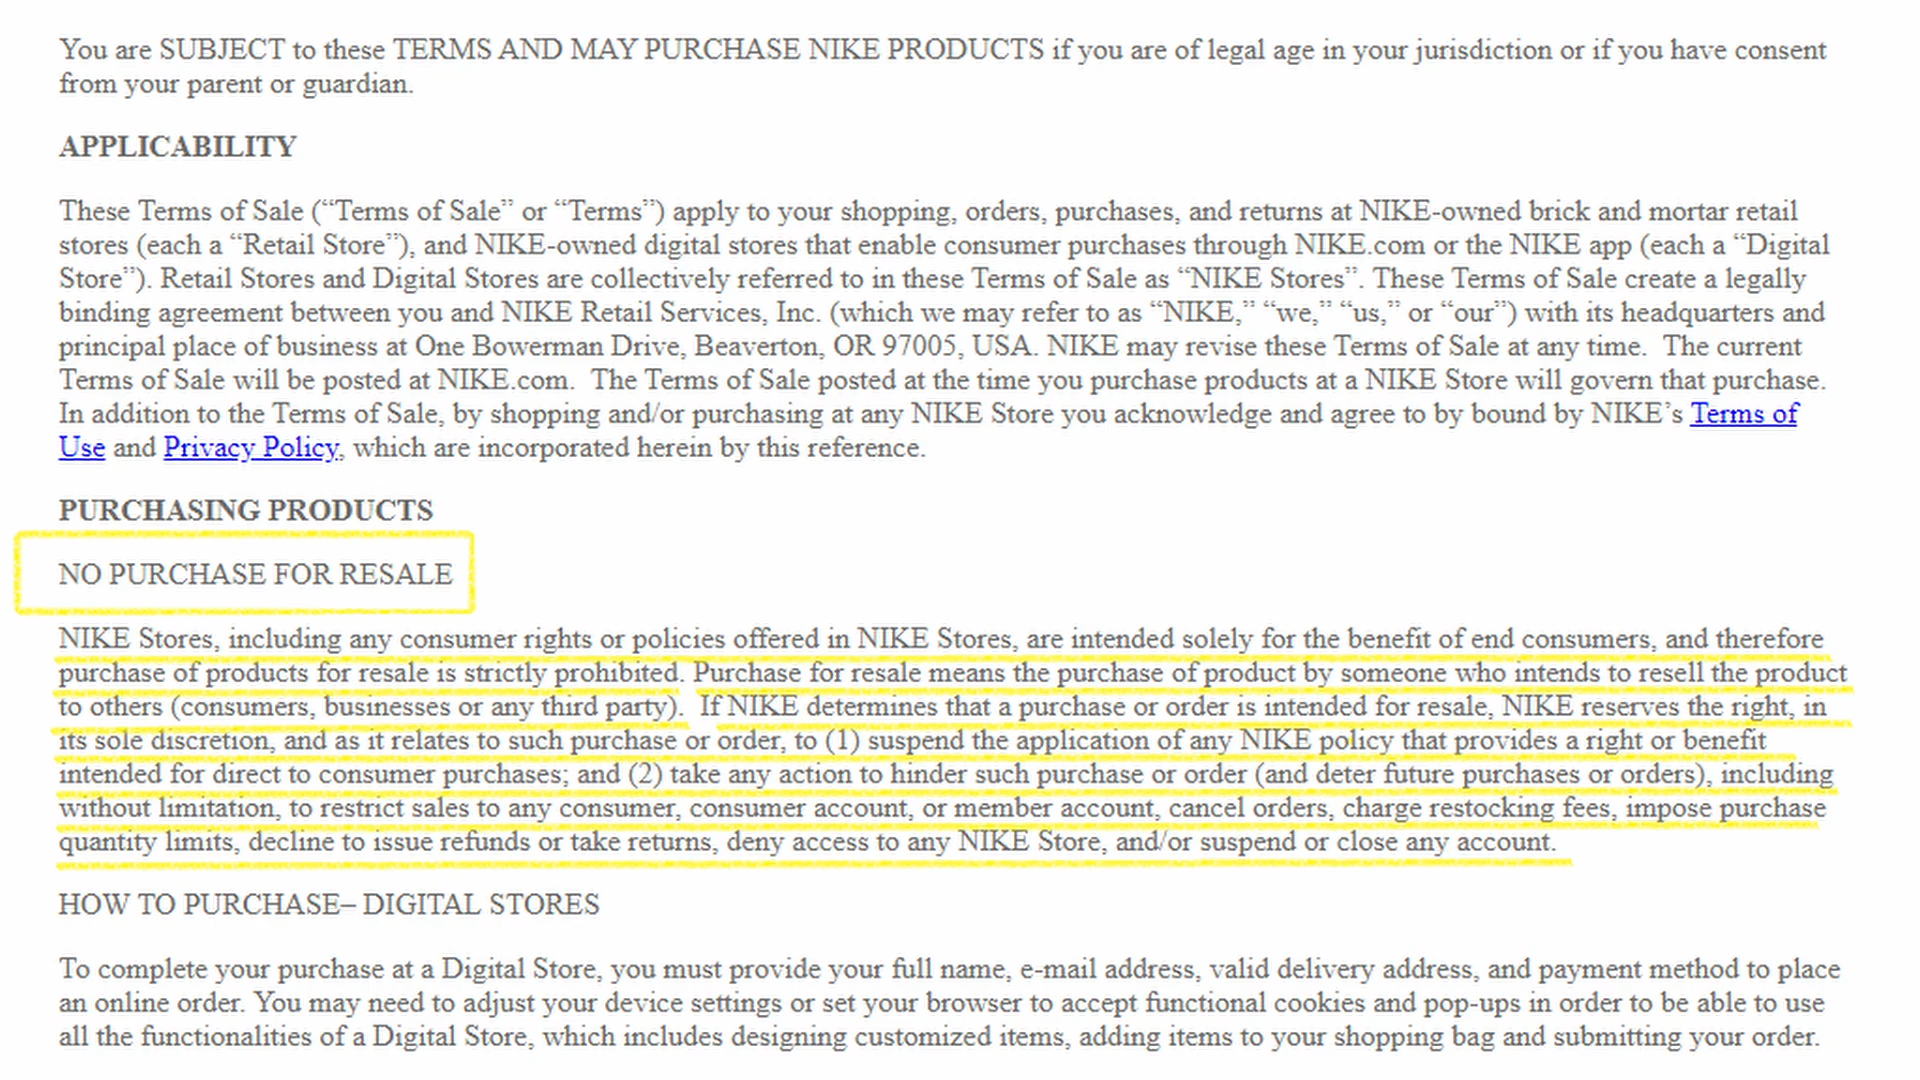 You are SUBJECT to these TERMS AND MAY PURCHASE NIKE PRODUCTS if you are of legal age in your jurisdiction or if you have consent
from your parent or guardian.
APPLICABILITY
These Terms of Sale (“Terms of Sale” or “Terms”) apply to your shopping, orders, purchases, and returns at NIKE-owned brick and mortar retail
stores (each a “Retail Store”), and NIKE-owned digital stores that enable consumer purchases through NIKE.com or the NIKE app (each a “Digital
Store”). Retail Stores and Digital Stores are collectively referred to in these Terms of Sale as “NIKE Stores”. These Terms of Sale create a legally
binding agreement between you and NIKE Retail Services, Inc. (which we may refer to as “NIKE,” “we,” “us,” or “our”) with its headquarters and
principal place of business at One Bowerman Drive, Beaverton, OR 97005, USA. NIKE may revise these Terms of Sale at any time. The current
Terms of Sale will be posted at NIKE.com. The Terms of Sale posted at the time you purchase products at a NIKE Store will govern that purchase.
In addition to the Terms of Sale, by shopping and/or purchasing at any NIKE Store you acknowledge and agree to by bound by NIKE’s Terms of
Use and Privacy Policy, which are incorporated herein by this reference.
PURCHASING PRODUCTS
NO PURCHASE FOR RESALE
NIKE Stores, including any consumer rights or policies offered in NIKE Stores, are intended solely for the benefit of end consumers, and therefore
purchase of products for resale is strictly prohibited. Purchase for resale means the purchase of product by someone who intends to resell the product
to others (consumers, businesses or any third party). If NIKE determines that a purchase or order is intended for resale, NIKE reserves the right, in
its sole discretion, and as it relates to such purchase or order, to (1) suspend the application of any NIKE policy that provides a right or benefit
intended for direct to consumer purchases; and (2) take any action to hinder such purchase or order (and deter future purchases or orders), including
without limitation, to restrict sales to any consumer, consumer account, or member account, cancel orders, charge restocking fees, impose purchase
quantity limits, decline to issue refunds or take returns, deny access to any NIKE Store, and/or suspend or close any account.
HOW TO PURCHASE– DIGITAL STORES
To complete your purchase at a Digital Store, you must provide your full name, e-mail address, valid delivery address, and payment method to place
an online order. You may need to adjust your device settings or set your browser to accept functional cookies and pop-ups in order to be able to use
all the functionalities of a Digital Store, which includes designing customized items, adding items to your shopping bag and submitting your order.